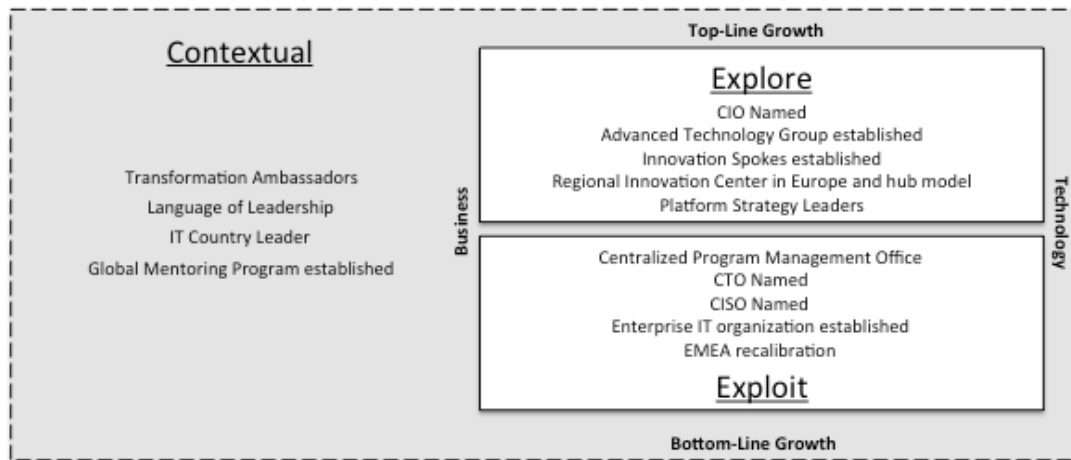 Contextual
Transformation Ambassadors
Language of Leadership
IT Country Leader
Global Mentoring Program established
Top-Line Growth
Business
Explore
CIO Named
Advanced Technology Group established
Innovation Spokes established
Regional Innovation Center in Europe and hub model
Platform Strategy Leaders
Technology
Centralized Program Management Office
CTO Named
CISO Named
Enterprise IT organization established
EMEA recalibration
Exploit
Bottom-Line Growth